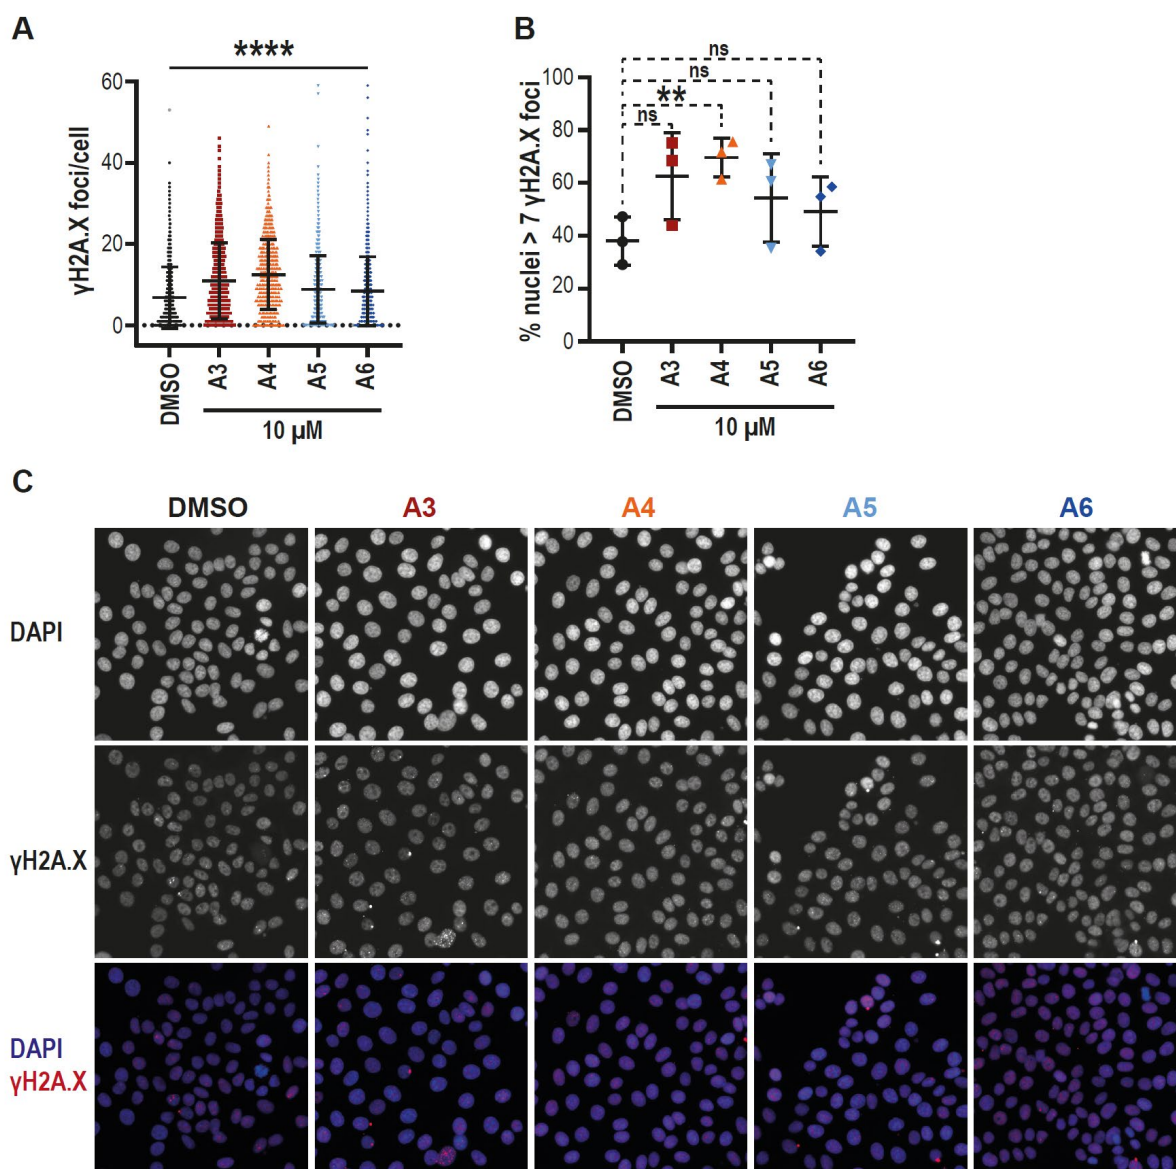 A
****
γH2A.X foci/cell
60
40
20
0
DMSO
A3
A4
A5
A6
10 µM
B
ns
ns
**
ns
% nuclei > 7 γH2A.X foci
100
80
60
40
20
0
DMSO
A3
A4
A5
A6
10 µM
C
DMSO A3 A4 A5 A6
DAPI
γH2A.X
DAPI
γH2A.X